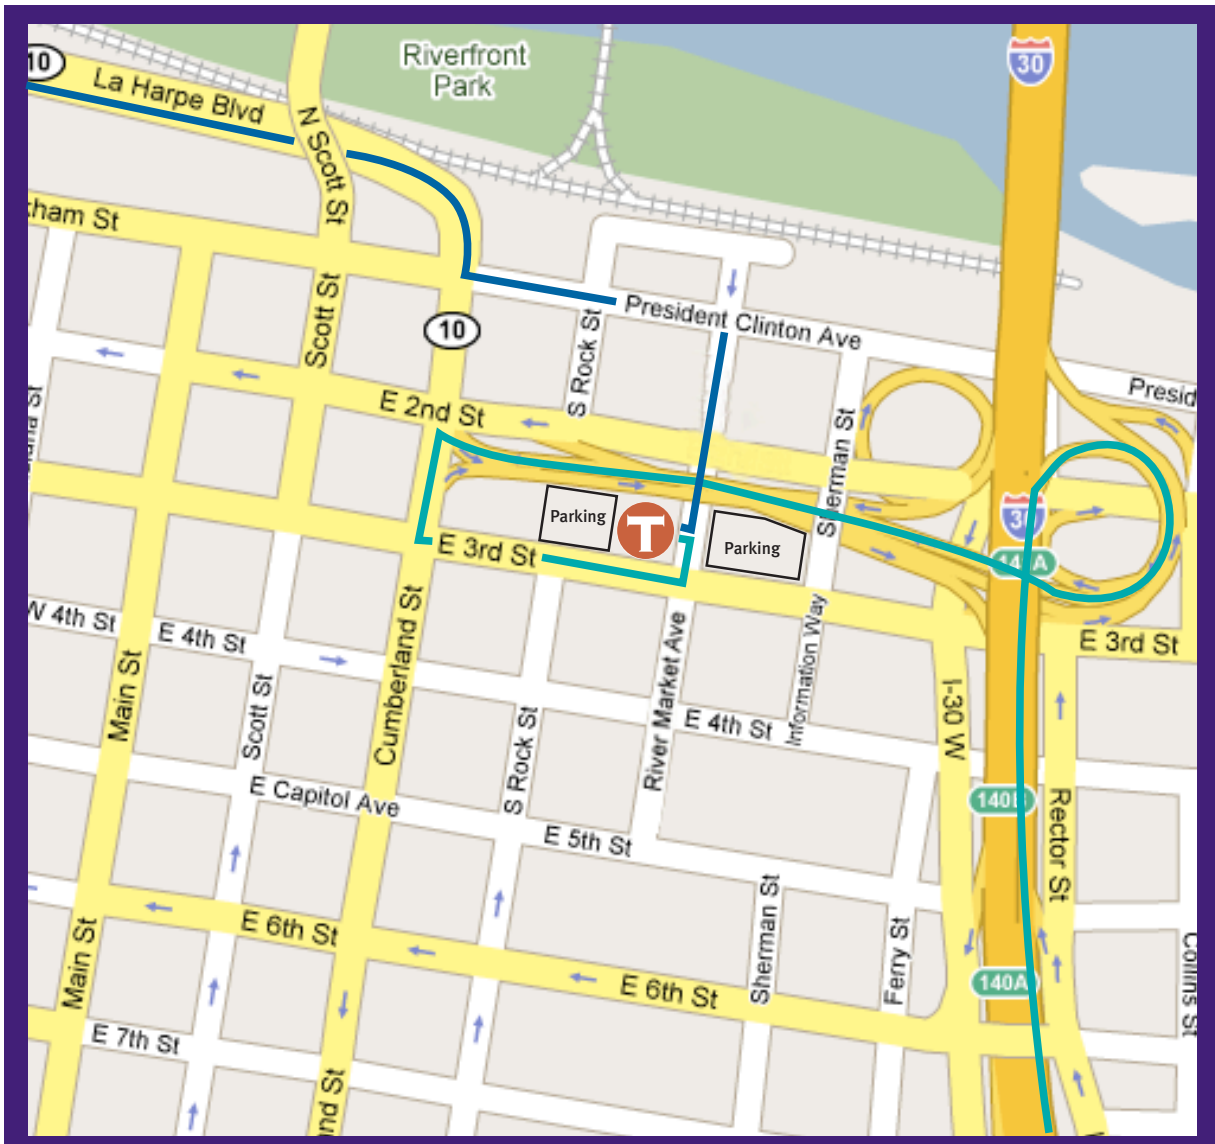 Riverfront
Park
30
10
La Harpe Blvd
N Scott St
kham St
Scott St
10
President Clinton Ave
S Rock St
Presid
E 2nd St
Sherman St
Parking
T
Parking
30
E 3rd St
E 3rd St
W 4th St
E 4th St
Cumberland St
River Market Ave
Information Way
E 4th St
I-30 W
Main St
Scott St
S Rock St
E Capitol Ave
E 5th St
140B
Rector St
E 6th St
E 6th St
Main St
Sherman St
Ferry St
140A
Collins St
E 7th St
nd St